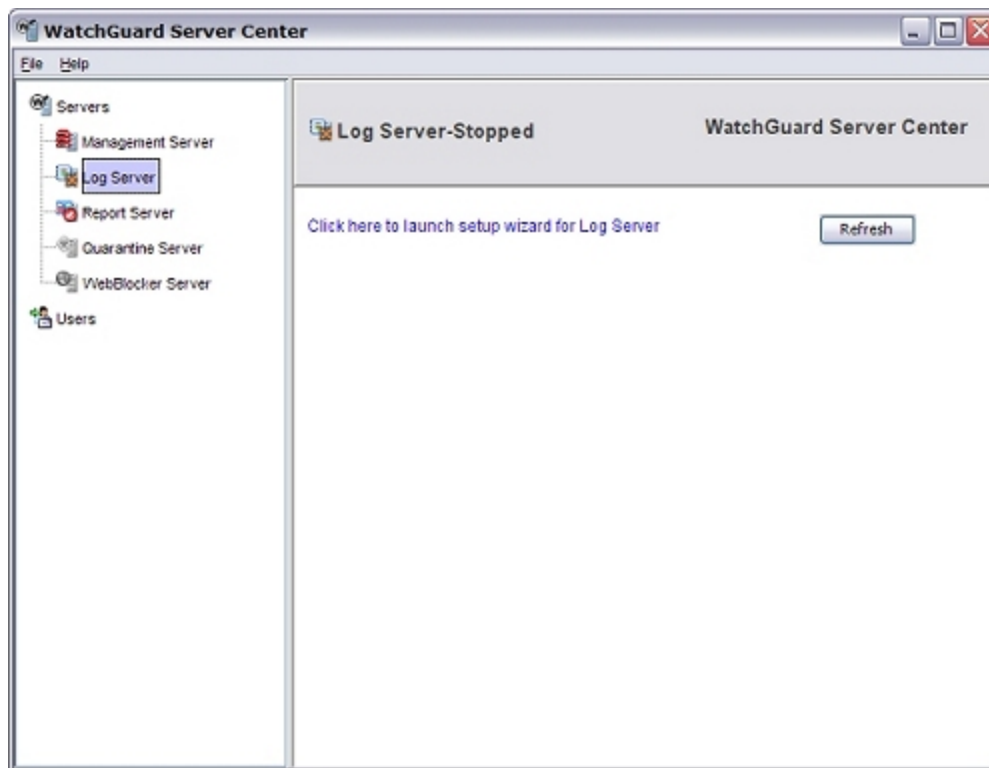 WatchGuard Server Center
File Help
Servers
Management Server
Log Server
Report Server
Quarantine Server
WebBlocker Server
Users
Log Server-Stopped
WatchGuard Server Center
Click here to launch setup wizard for Log Server
Refresh